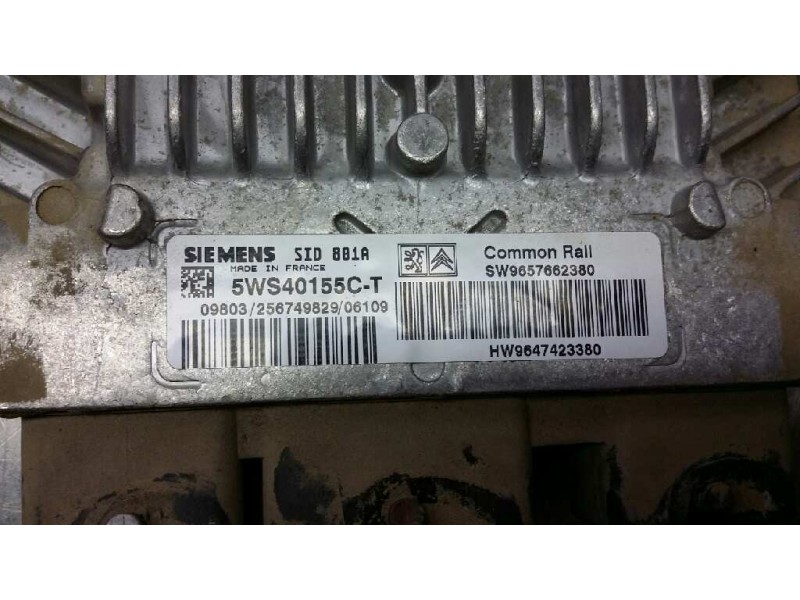 SIEMENS SID 801A
MADE IN FRANCE
5WS40155C-T
09803/256749829/06109
Common Rail
SW9657662380
HW9647423380